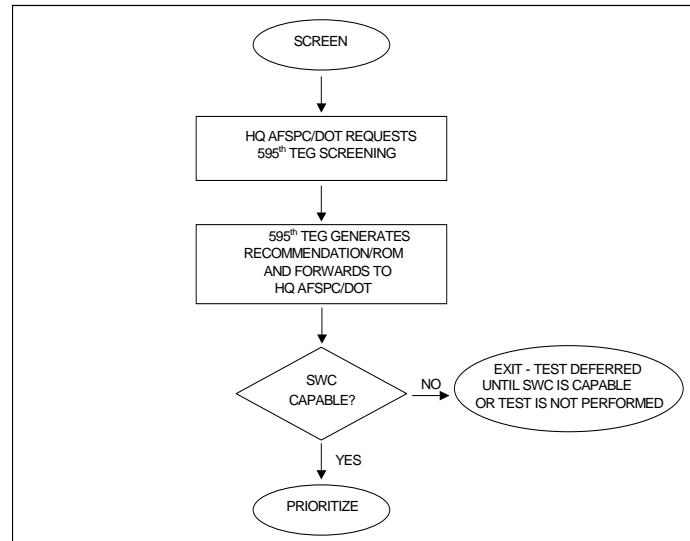 SCREEN
HQ AFSPC/DOT REQUESTS
595th TEG SCREENING
595th TEG GENERATES
RECOMMENDATION/ROM
AND FORWARDS TO
HQ AFSPC/DOT
SWC
CAPABLE?
NO
EXIT - TEST DEFERRED
UNTIL SWC IS CAPABLE
OR TEST IS NOT PERFORMED
YES
PRIORITIZE